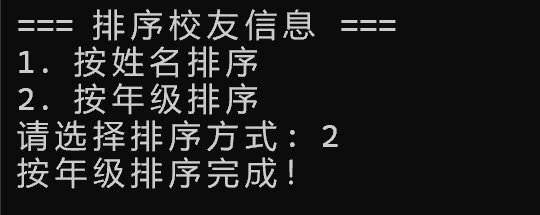 === 排序校友信息 ===
1. 按姓名排序
2. 按年级排序
请选择排序方式: 2
按年级排序完成!